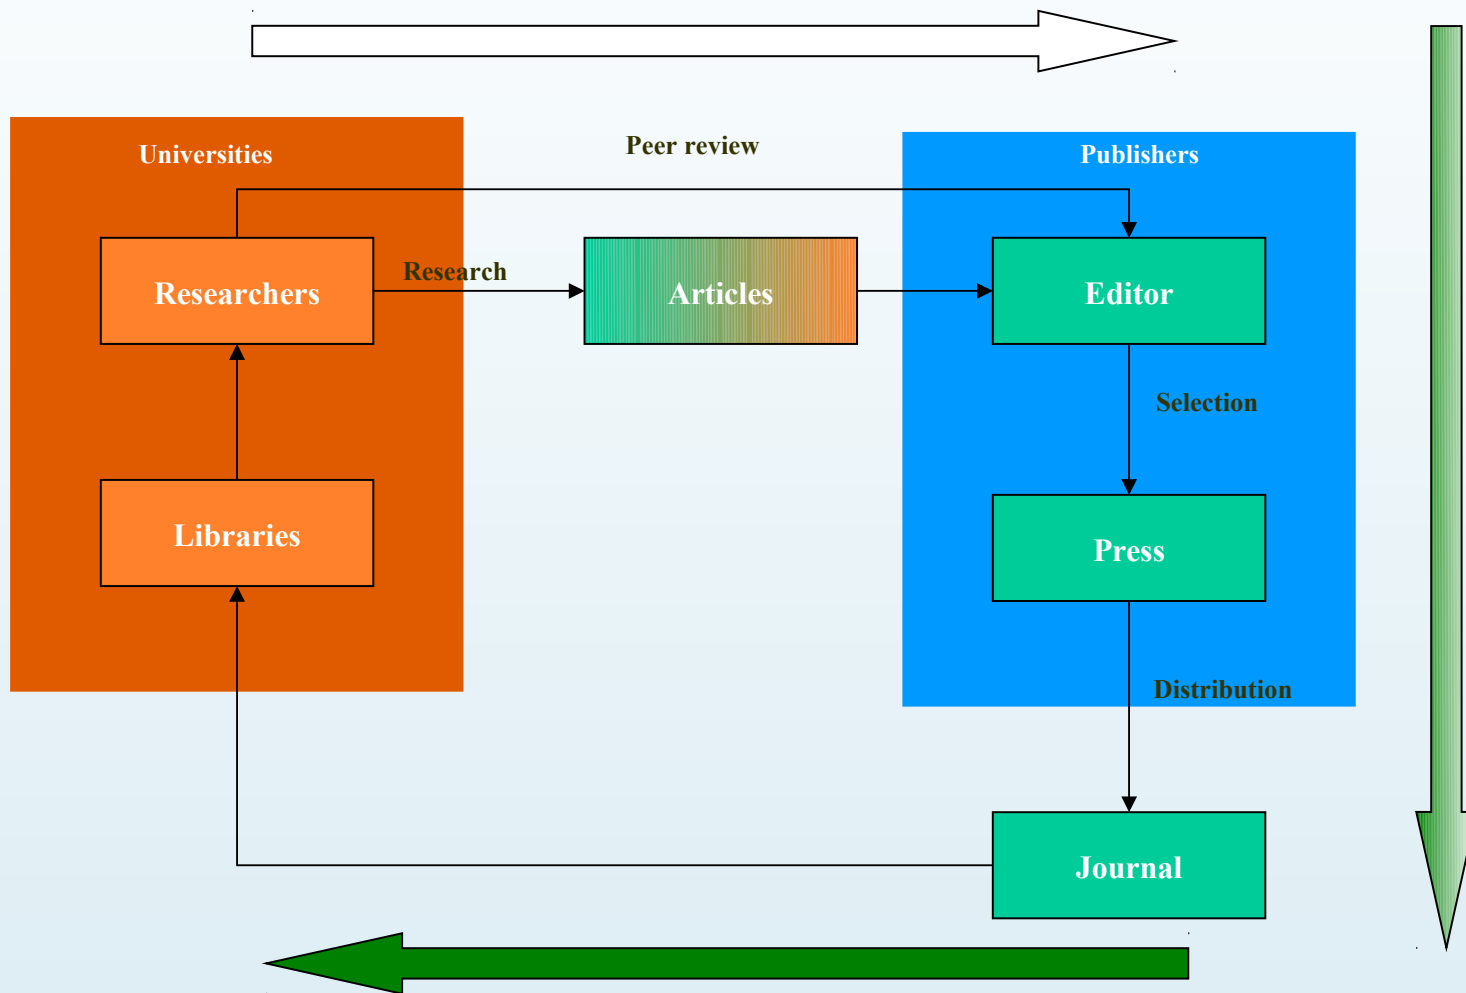 Peer review
Universities
Publishers
Research
Researchers
Articles
Editor
Selection
Libraries
Press
Distribution
Journal